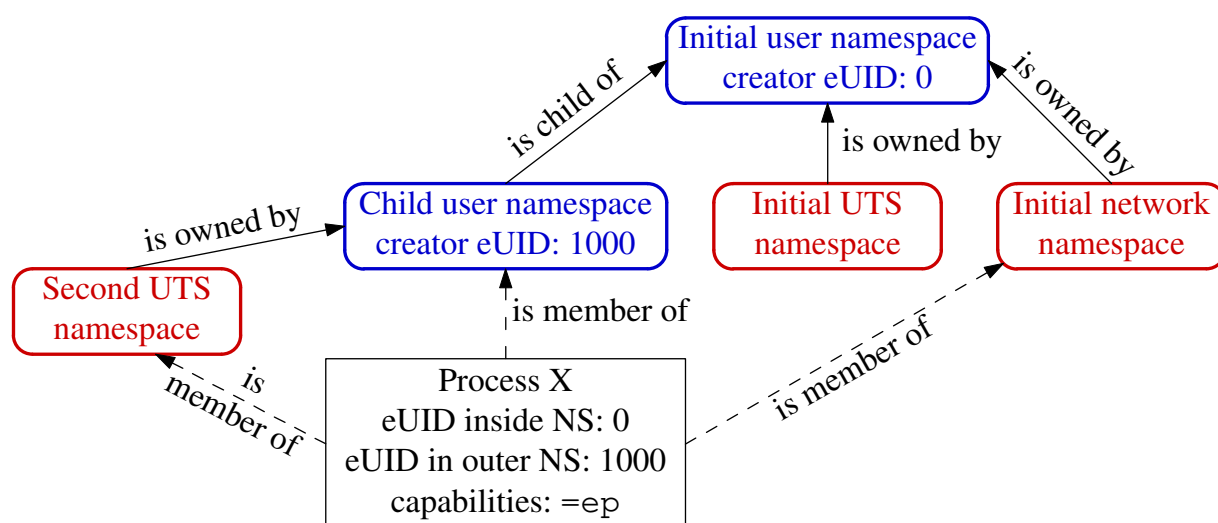 Initial user namespace
creator eUID: 0
is child of
is owned by
is owned by
Child user namespace
creator eUID: 1000
Initial UTS
namespace
Initial network
namespace
is owned by
Second UTS
namespace
is member of
is member of
is
member of
Process X
eUID inside NS: 0
eUID in outer NS: 1000
capabilities: =ep